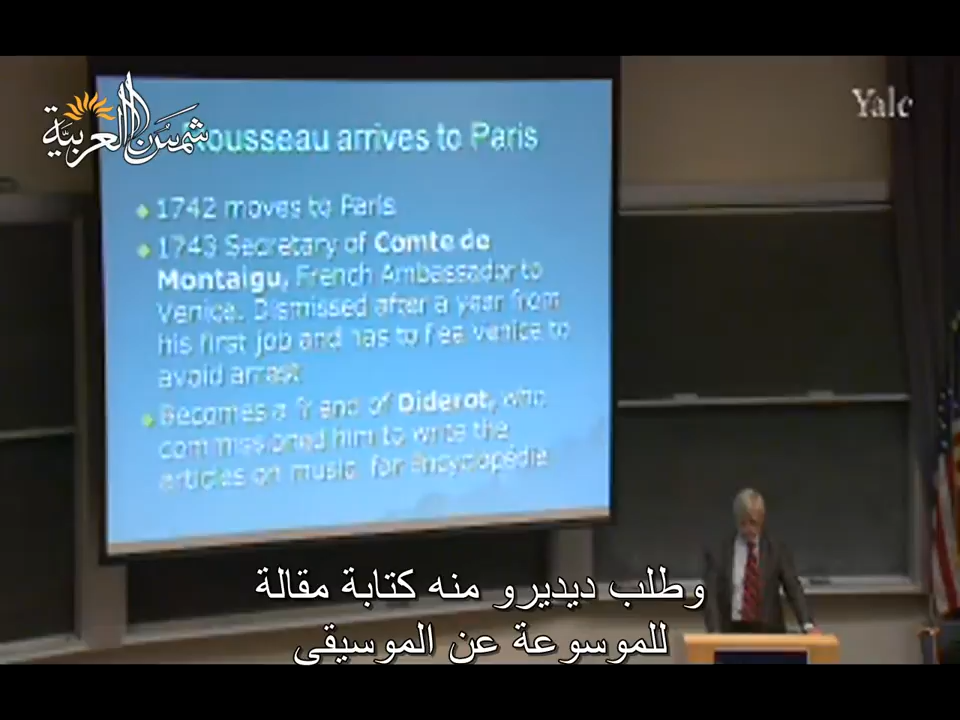 شمس العربية
Yale
Rousseau arrives to Paris
1742 moves to Paris
1743 Secretary of Comte de
Montaigu, French Ambassador to
Venice. Dismissed after a year from
his first job and has to flee Venice to
avoid arrest
Becomes a friend of Diderot, who
commissioned him to write the
articles on music for Encyclopédie
وطلب ديديرو منه كتابة مقالة
للموسوعة عن الموسيقى